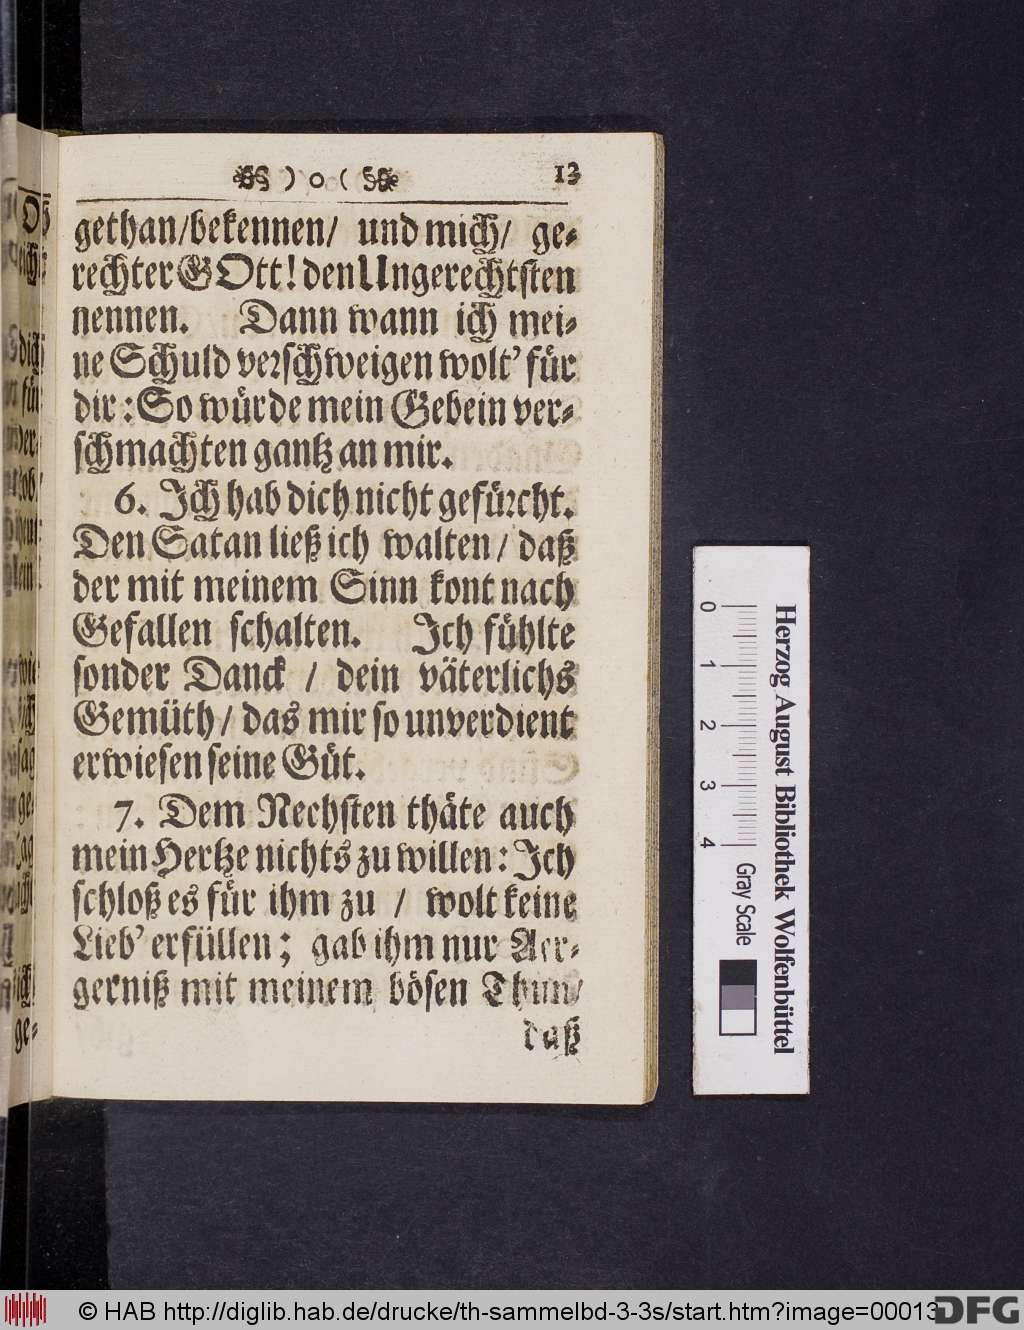 ) o ( 13
gethan/bekennen/ und mich/ ge-
rechter GOtt! den Ungerechtsten
nennen. Dann wann ich mei-
ne Schuld verschweigen wolt' für
dir: So würde mein Gebein ver-
schmachten gantz an mir.
6. Ich hab dich nicht gefürcht.
Den Satan ließ ich walten/ daß
der mit meinem Sinn kont nach
Gefallen schalten. Ich fühlte
sonder Danck / dein väterlichs
Gemüth/ das mir so unverdient
erwiesen seine Güt.
7. Dem Nechsten thäte auch
mein Hertze nichts zu willen: Ich
schloß es für ihm zu / wolt keine
Lieb' erfüllen; gab ihm nur Aer-
gerniß mit meinem bösen Thun/
daß
Herzog August Bibliothek Wolfenbüttel
0 1 2 3 4 Gray Scale
© HAB http://diglib.hab.de/drucke/th-sammelbd-3-3s/start.htm?image=00013
DFG